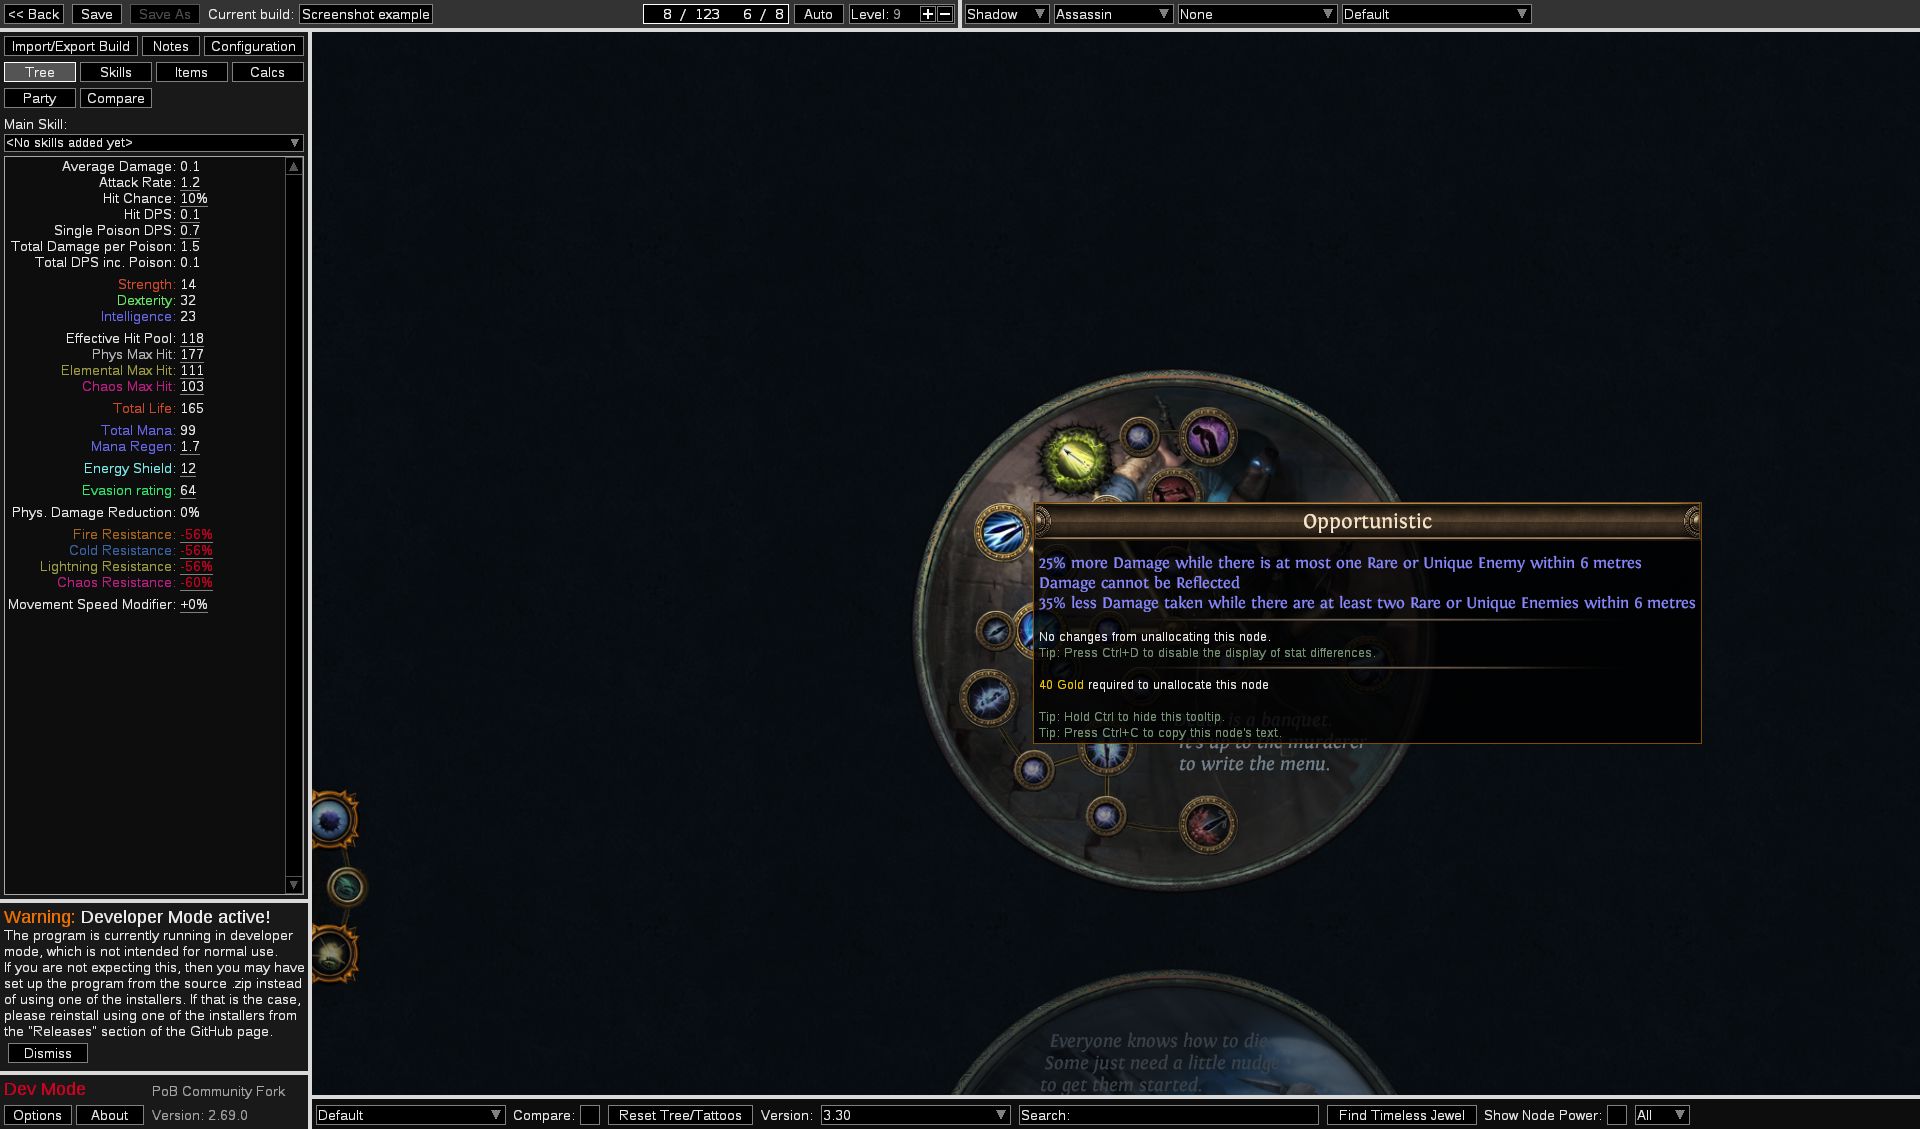 << Back Save Save As Current build: Screenshot example 8 / 123 6 / 8 Auto Level: 9 Shadow Assassin None Default
Import/Export Build Notes Configuration
Tree Skills Items Calcs
Party Compare
Main Skill:
<No skills added yet>
Average Damage: 0.1
Attack Rate: 1.2
Hit Chance: 10%
Hit DPS: 0.1
Single Poison DPS: 0.7
Total Damage per Poison: 1.5
Total DPS inc. Poison: 0.1
Strength: 14
Dexterity: 32
Intelligence: 23
Effective Hit Pool: 118
Phys Max Hit: 177
Elemental Max Hit: 111
Chaos Max Hit: 103
Total Life: 165
Total Mana: 99
Mana Regen: 1.7
Energy Shield: 12
Evasion rating: 64
Phys. Damage Reduction: 0%
Fire Resistance: -56%
Cold Resistance: -56%
Lightning Resistance: -56%
Chaos Resistance: -60%
Movement Speed Modifier: +0%
Opportunistic
25% more Damage while there is at most one Rare or Unique Enemy within 6 metres
Damage cannot be Reflected
35% less Damage taken while there are at least two Rare or Unique Enemies within 6 metres
No changes from unallocating this node.
Tip: Press Ctrl+D to disable the display of stat differences.
40 Gold required to unallocate this node
Tip: Hold Ctrl to hide this tooltip.
Tip: Press Ctrl+C to copy this node's text.
is a banquet.
It's up to the murderer
to write the menu.
Everyone knows how to die.
Some just need a little nudge
to get them started.
Warning: Developer Mode active!
The program is currently running in developer
mode, which is not intended for normal use.
If you are not expecting this, then you may have
set up the program from the source .zip instead
of using one of the installers. If that is the case,
please reinstall using one of the installers from
the "Releases" section of the GitHub page.
Dismiss
Dev Mode PoB Community Fork
Options About Version: 2.69.0
Default Compare: Reset Tree/Tattoos Version: 3.30 Search: Find Timeless Jewel Show Node Power: All